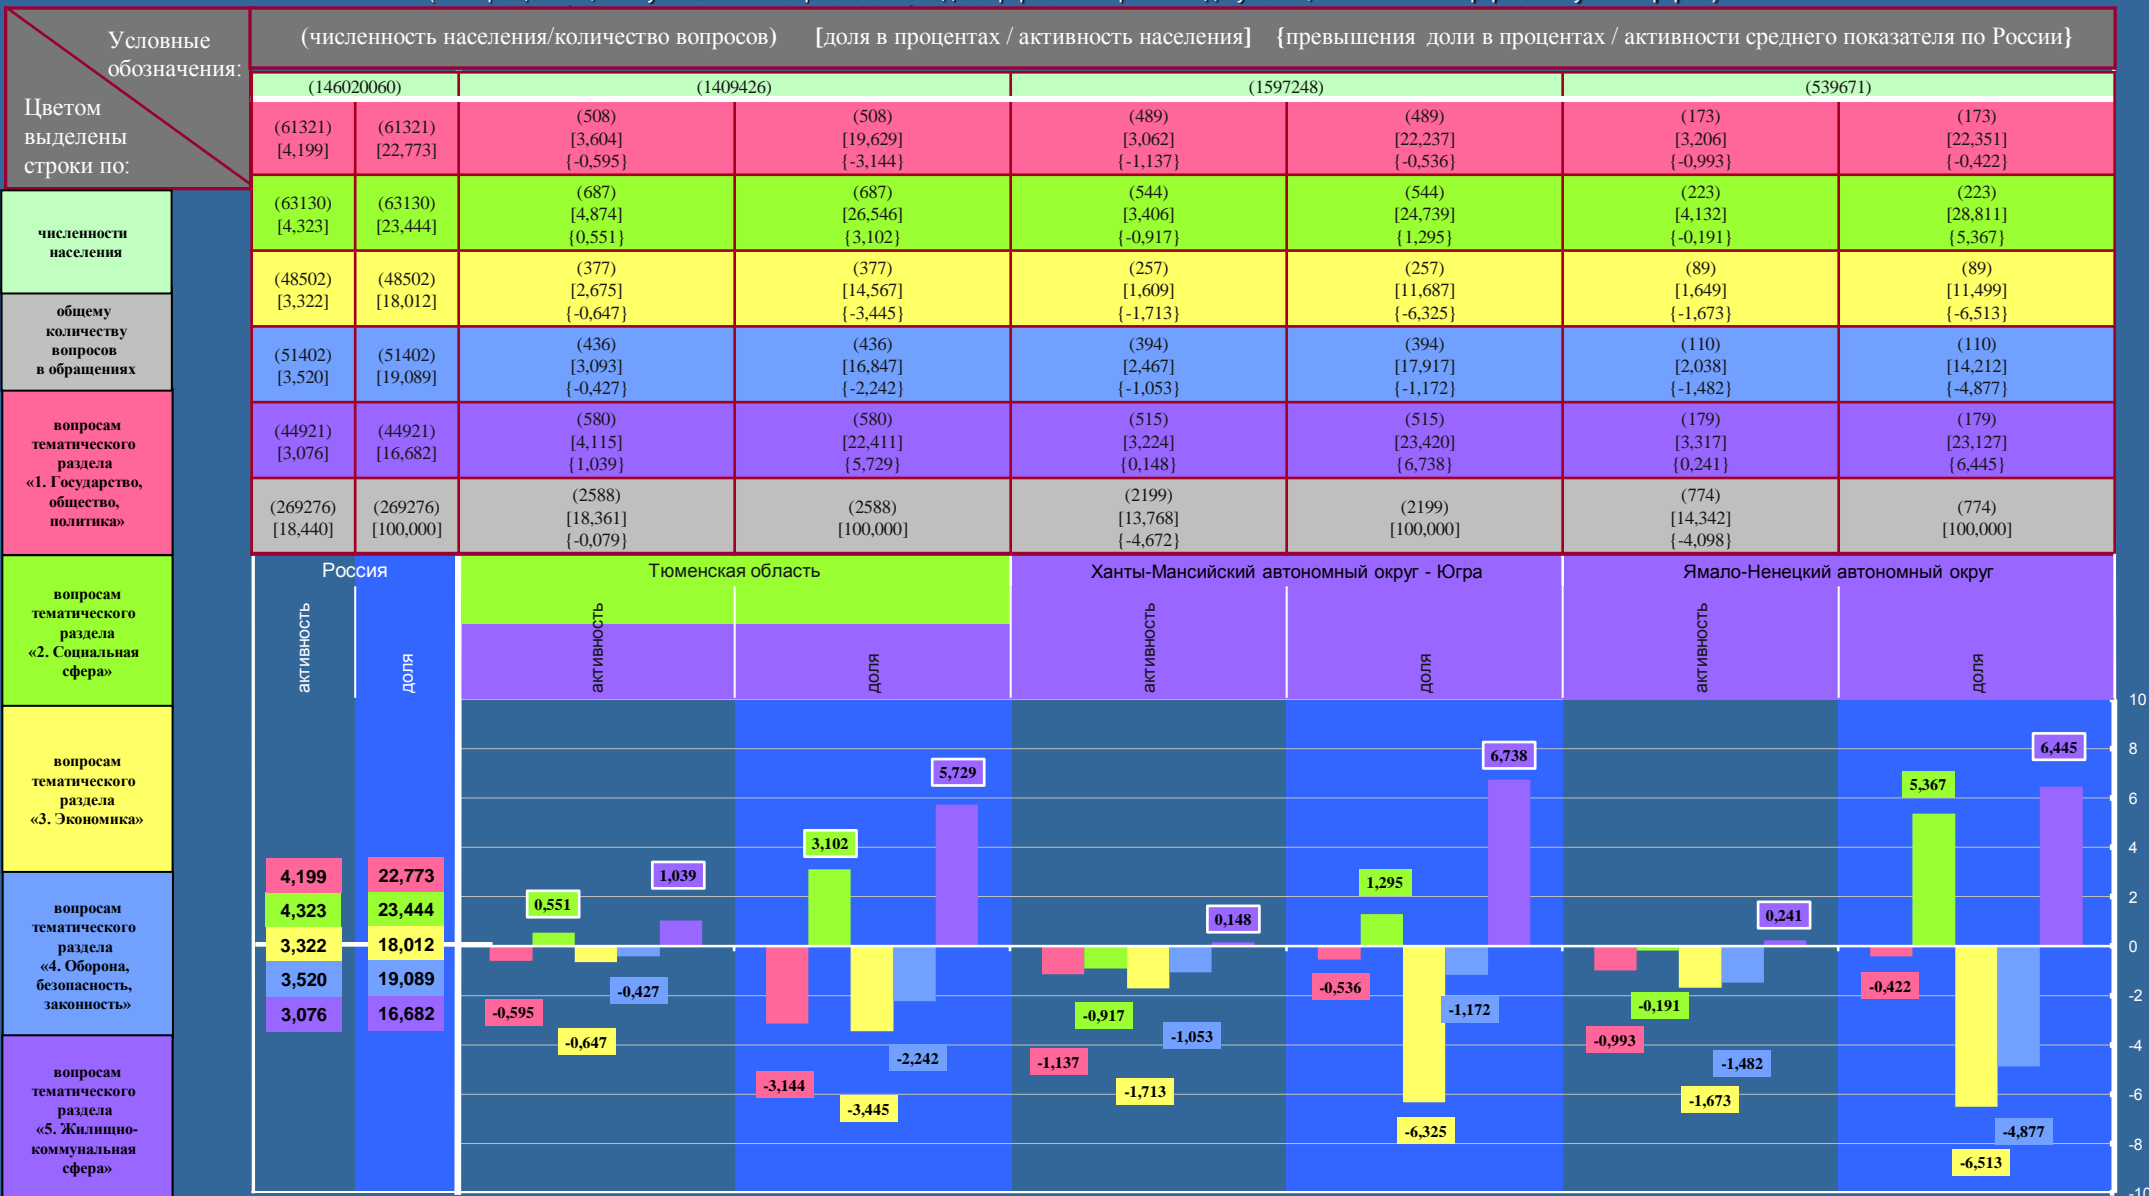 Условные
обозначения:
Цветом
выделены
строки по:
(численность населения/количество вопросов) [доля в процентах / активность населения] {превышения доли в процентах / активности среднего показателя по России}
(146020060) (1409426) (1597248) (539671)
(61321) (61321) (508) (508) (489) (489) (173) (173)
[4,199] [22,773] [3,604] [19,629] [3,062] [22,237] [3,206] [22,351]
{-0,595} {-3,144} {-1,137} {-0,536} {-0,993} {-0,422}
(63130) (63130) (687) (687) (544) (544) (223) (223)
[4,323] [23,444] [4,874] [26,546] [3,406] [24,739] [4,132] [28,811]
{0,551} {3,102} {-0,917} {1,295} {-0,191} {5,367}
(48502) (48502) (377) (377) (257) (257) (89) (89)
[3,322] [18,012] [2,675] [14,567] [1,609] [11,687] [1,649] [11,499]
{-0,647} {-3,445} {-1,713} {-6,325} {-1,673} {-6,513}
(51402) (51402) (436) (436) (394) (394) (110) (110)
[3,520] [19,089] [3,093] [16,847] [2,467] [17,917] [2,038] [14,212]
{-0,427} {-2,242} {-1,053} {-1,172} {-1,482} {-4,877}
(44921) (44921) (580) (580) (515) (515) (179) (179)
[3,076] [16,682] [4,115] [22,411] [3,224] [23,420] [3,317] [23,127]
{1,039} {5,729} {0,148} {6,738} {0,241} {6,445}
(269276) (269276) (2588) (2588) (2199) (2199) (774) (774)
[18,440] [100,000] [18,361] [100,000] [13,768] [100,000] [14,342] [100,000]
{-0,079} {-4,672} {-4,098}
численности
населения
общему
количеству
вопросов
в обращениях
вопросам
тематического
раздела
«1. Государство,
общество,
политика»
вопросам
тематического
раздела
«2. Социальная
сфера»
вопросам
тематического
раздела
«3. Экономика»
вопросам
тематического
раздела
«4. Оборона,
безопасность,
законность»
вопросам
тематического
раздела
«5. Жилищно-
коммунальная
сфера»
Россия Тюменская область Ханты-Мансийский автономный округ - Югра Ямало-Ненецкий автономный округ
активность доля активность доля активность доля активность доля
4,199 22,773
4,323 23,444
3,322 18,012
3,520 19,089
3,076 16,682
-0,595 0,551 -0,647 -0,427 1,039
-3,144 3,102 -3,445 -2,242 5,729
-1,137 -0,917 -1,713 -1,053 0,148
-0,536 1,295 -6,325 -1,172 6,738
-0,993 -0,191 -1,673 -1,482 0,241
-0,422 5,367 -6,513 -4,877 6,445
10
8
6
4
2
0
-2
-4
-6
-8
-10